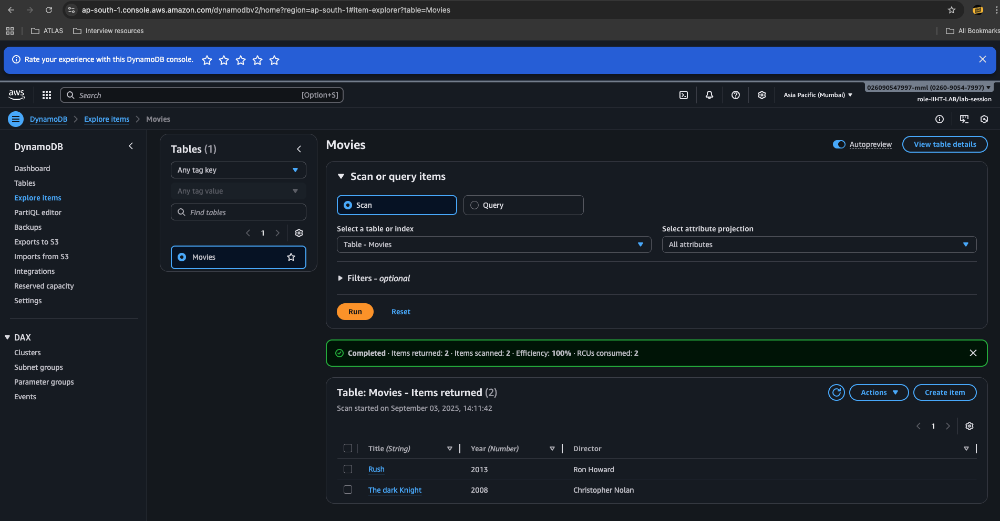 ap-south-1.console.aws.amazon.com/dynamodbv2/home?region=ap-south-1#item-explorer?table=Movies
ATLAS
Interview resources
All Bookmarks
Rate your experience with this DynamoDB console.
aws
Search
[Option+S]
Asia Pacific (Mumbai)
026090547997-mml (0260-9054-7997)
role-IIHT-LAB/lab-session
DynamoDB
Explore items
Movies
DynamoDB
Dashboard
Tables
Explore items
PartiQL editor
Backups
Exports to S3
Imports from S3
Integrations
Reserved capacity
Settings
DAX
Clusters
Subnet groups
Parameter groups
Events
Tables (1)
Any tag key
Any tag value
Find tables
1
Movies
Movies
Autopreview
View table details
Scan or query items
Scan
Query
Select a table or index
Table - Movies
Select attribute projection
All attributes
Filters - optional
Run
Reset
Completed · Items returned: 2 · Items scanned: 2 · Efficiency: 100% · RCUs consumed: 2
Table: Movies - Items returned (2)
Scan started on September 03, 2025, 14:11:42
Actions
Create item
1
Title (String)
Year (Number)
Director
Rush
2013
Ron Howard
The dark Knight
2008
Christopher Nolan